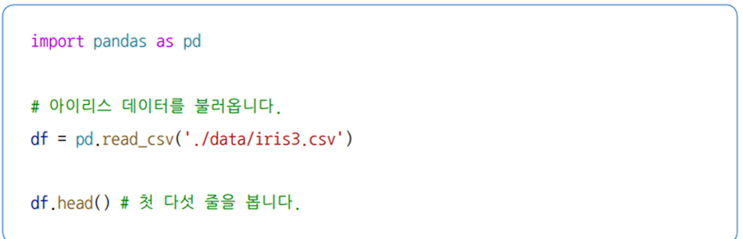 import pandas as pd
# 아이리스 데이터를 불러옵니다.
df = pd.read_csv('./data/iris3.csv')
df.head() # 첫 다섯 줄을 봅니다.